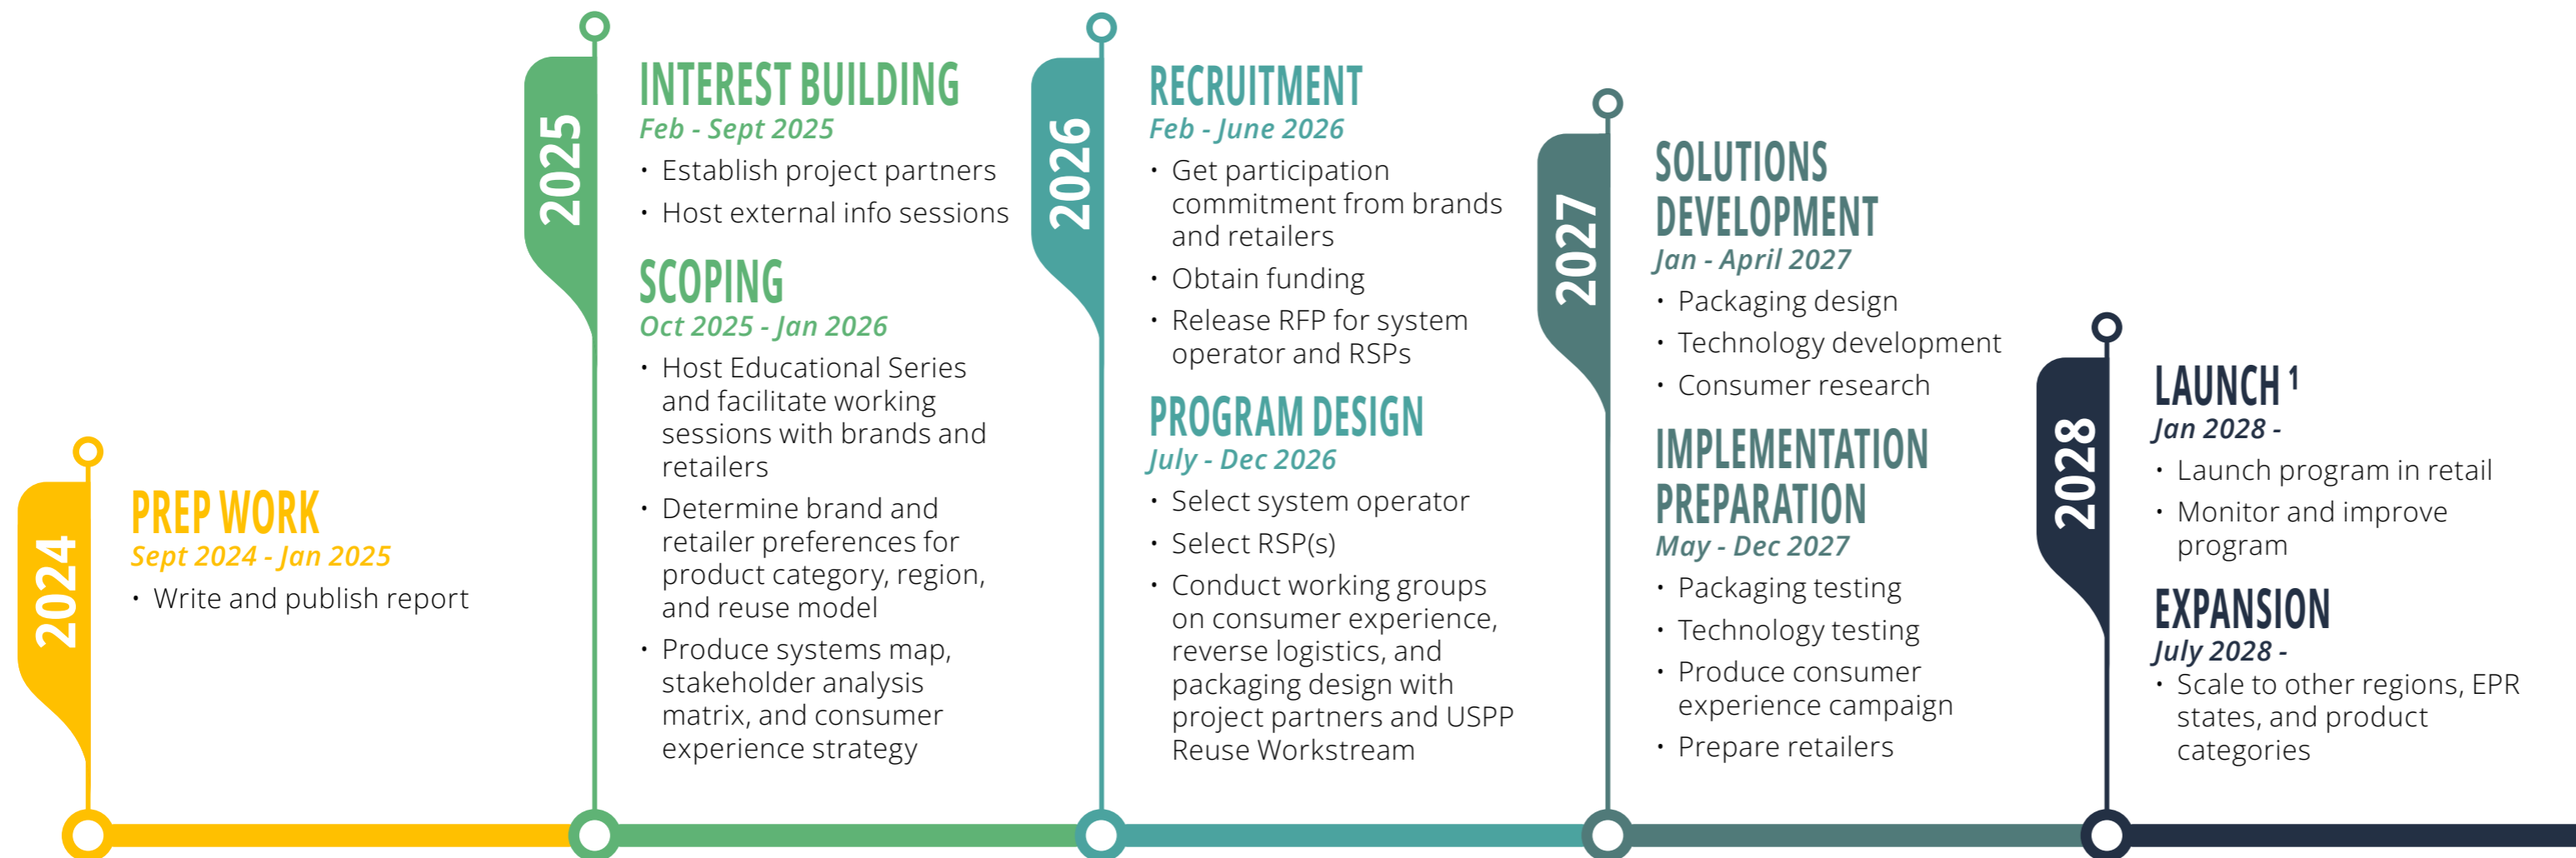 2024
PREP WORK
Sept 2024 - Jan 2025
• Write and publish report
2025
INTEREST BUILDING
Feb - Sept 2025
• Establish project partners
• Host external info sessions
SCOPING
Oct 2025 - Jan 2026
• Host Educational Series
and facilitate working
sessions with brands and
retailers
• Determine brand and
retailer preferences for
product category, region,
and reuse model
• Produce systems map,
stakeholder analysis
matrix, and consumer
experience strategy
2026
RECRUITMENT
Feb - June 2026
• Get participation
commitment from brands
and retailers
• Obtain funding
• Release RFP for system
operator and RSPs
PROGRAM DESIGN
July - Dec 2026
• Select system operator
• Select RSP(s)
• Conduct working groups
on consumer experience,
reverse logistics, and
packaging design with
project partners and USPP
Reuse Workstream
2027
SOLUTIONS
DEVELOPMENT
Jan - April 2027
• Packaging design
• Technology development
• Consumer research
IMPLEMENTATION
PREPARATION
May - Dec 2027
• Packaging testing
• Technology testing
• Produce consumer
experience campaign
• Prepare retailers
2028
LAUNCH ¹
Jan 2028 -
• Launch program in retail
• Monitor and improve
program
EXPANSION
July 2028 -
• Scale to other regions, EPR
states, and product
categories